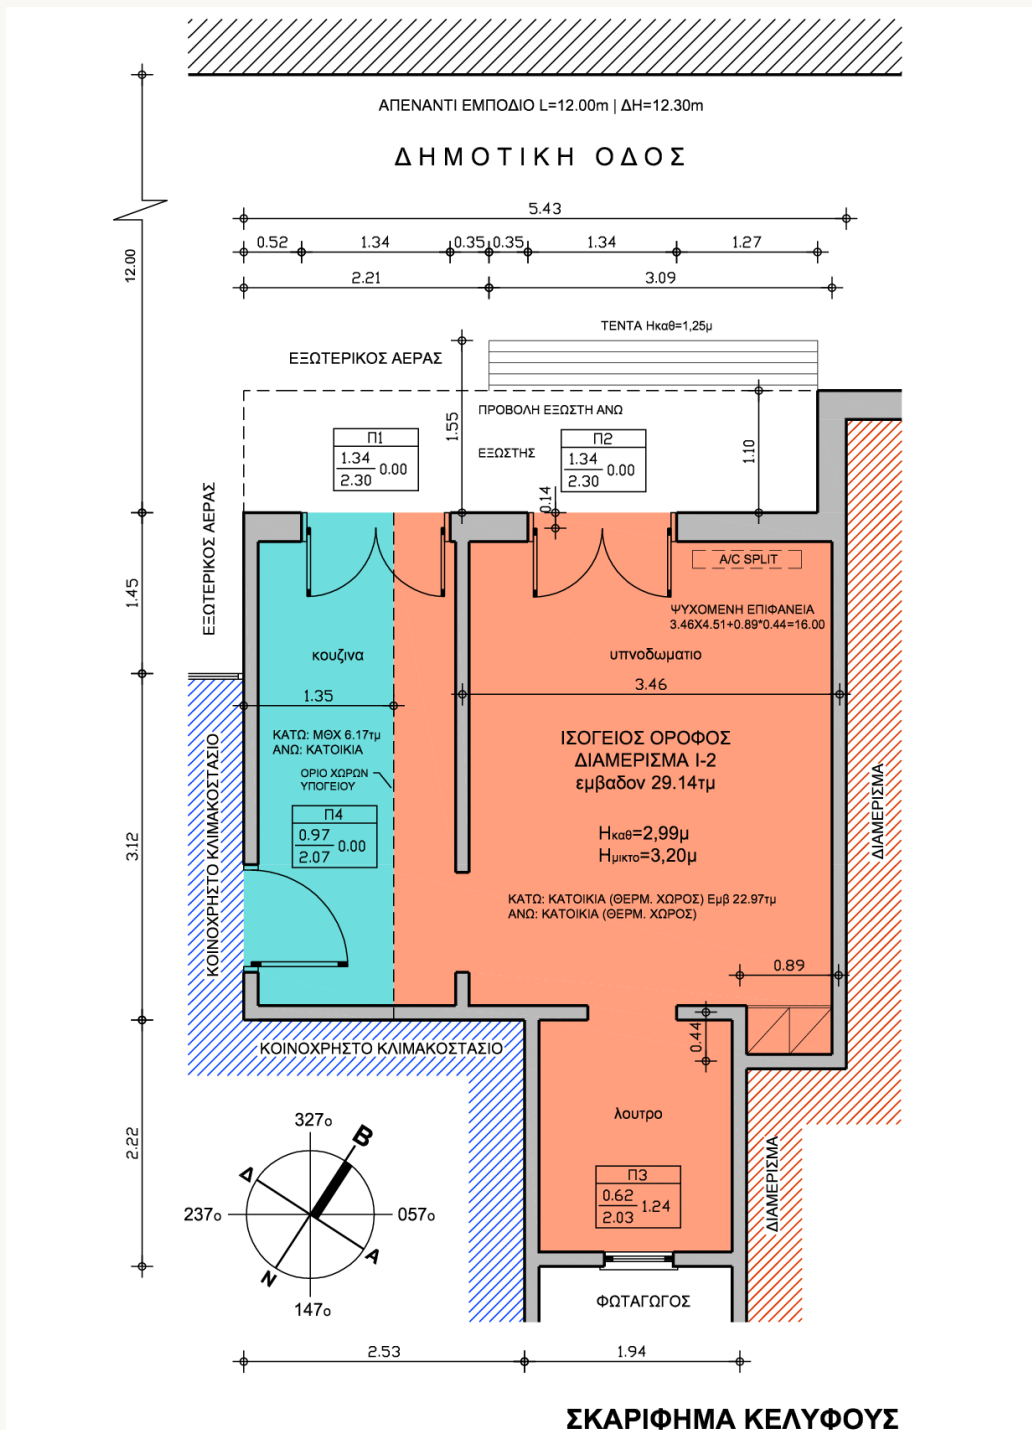 ΑΠΕΝΑΝΤΙ ΕΜΠΟΔΙΟ L=12.00m | ΔΗ=12.30m
ΔΗΜΟΤΙΚΗ ΟΔΟΣ
5.43
0.52 1.34 0.35 0.35 1.34 1.27
12.00
2.21 3.09
ΤΕΝΤΑ Ηκαθ=1,25μ
ΕΞΩΤΕΡΙΚΟΣ ΑΕΡΑΣ
ΠΡΟΒΟΛΗ ΕΞΩΣΤΗ ΑΝΩ
1.55
Π1
1.34
2.30
0.00
ΕΞΩΣΤΗΣ
Π2
1.34
2.30
0.00
1.10
0.14
ΕΞΩΤΕΡΙΚΟΣ ΑΕΡΑΣ
A/C SPLIT
1.45
ΨΥΧΟΜΕΝΗ ΕΠΙΦΑΝΕΙΑ
3.46X4.51+0.89*0.44=16.00
κουζινα
υπνοδωματιο
1.35
3.46
ΚΑΤΩ: ΜΘΧ 6.17τμ
ΑΝΩ: ΚΑΤΟΙΚΙΑ
ΟΡΙΟ ΧΩΡΩΝ
ΥΠΟΓΕΙΟΥ
ΙΣΟΓΕΙΟΣ ΟΡΟΦΟΣ
ΔΙΑΜΕΡΙΣΜΑ Ι-2
εμβαδον 29.14τμ
Π4
0.97
2.07
0.00
Ηκαθ=2,99μ
Ημικτο=3,20μ
3.12
ΚΟΙΝΟΧΡΗΣΤΟ ΚΛΙΜΑΚΟΣΤΑΣΙΟ
ΔΙΑΜΕΡΙΣΜΑ
ΚΑΤΩ: ΚΑΤΟΙΚΙΑ (ΘΕΡΜ. ΧΩΡΟΣ) Εμβ 22.97τμ
ΑΝΩ: ΚΑΤΟΙΚΙΑ (ΘΕΡΜ. ΧΩΡΟΣ)
0.89
0.44
ΚΟΙΝΟΧΡΗΣΤΟ ΚΛΙΜΑΚΟΣΤΑΣΙΟ
λουτρο
2.22
327ο
Β
Δ
237ο
057ο
Α
Ν
147ο
Π3
0.62
2.03
1.24
ΔΙΑΜΕΡΙΣΜΑ
ΦΩΤΑΓΩΓΟΣ
2.53 1.94
ΣΚΑΡΙΦΗΜΑ ΚΕΛΥΦΟΥΣ